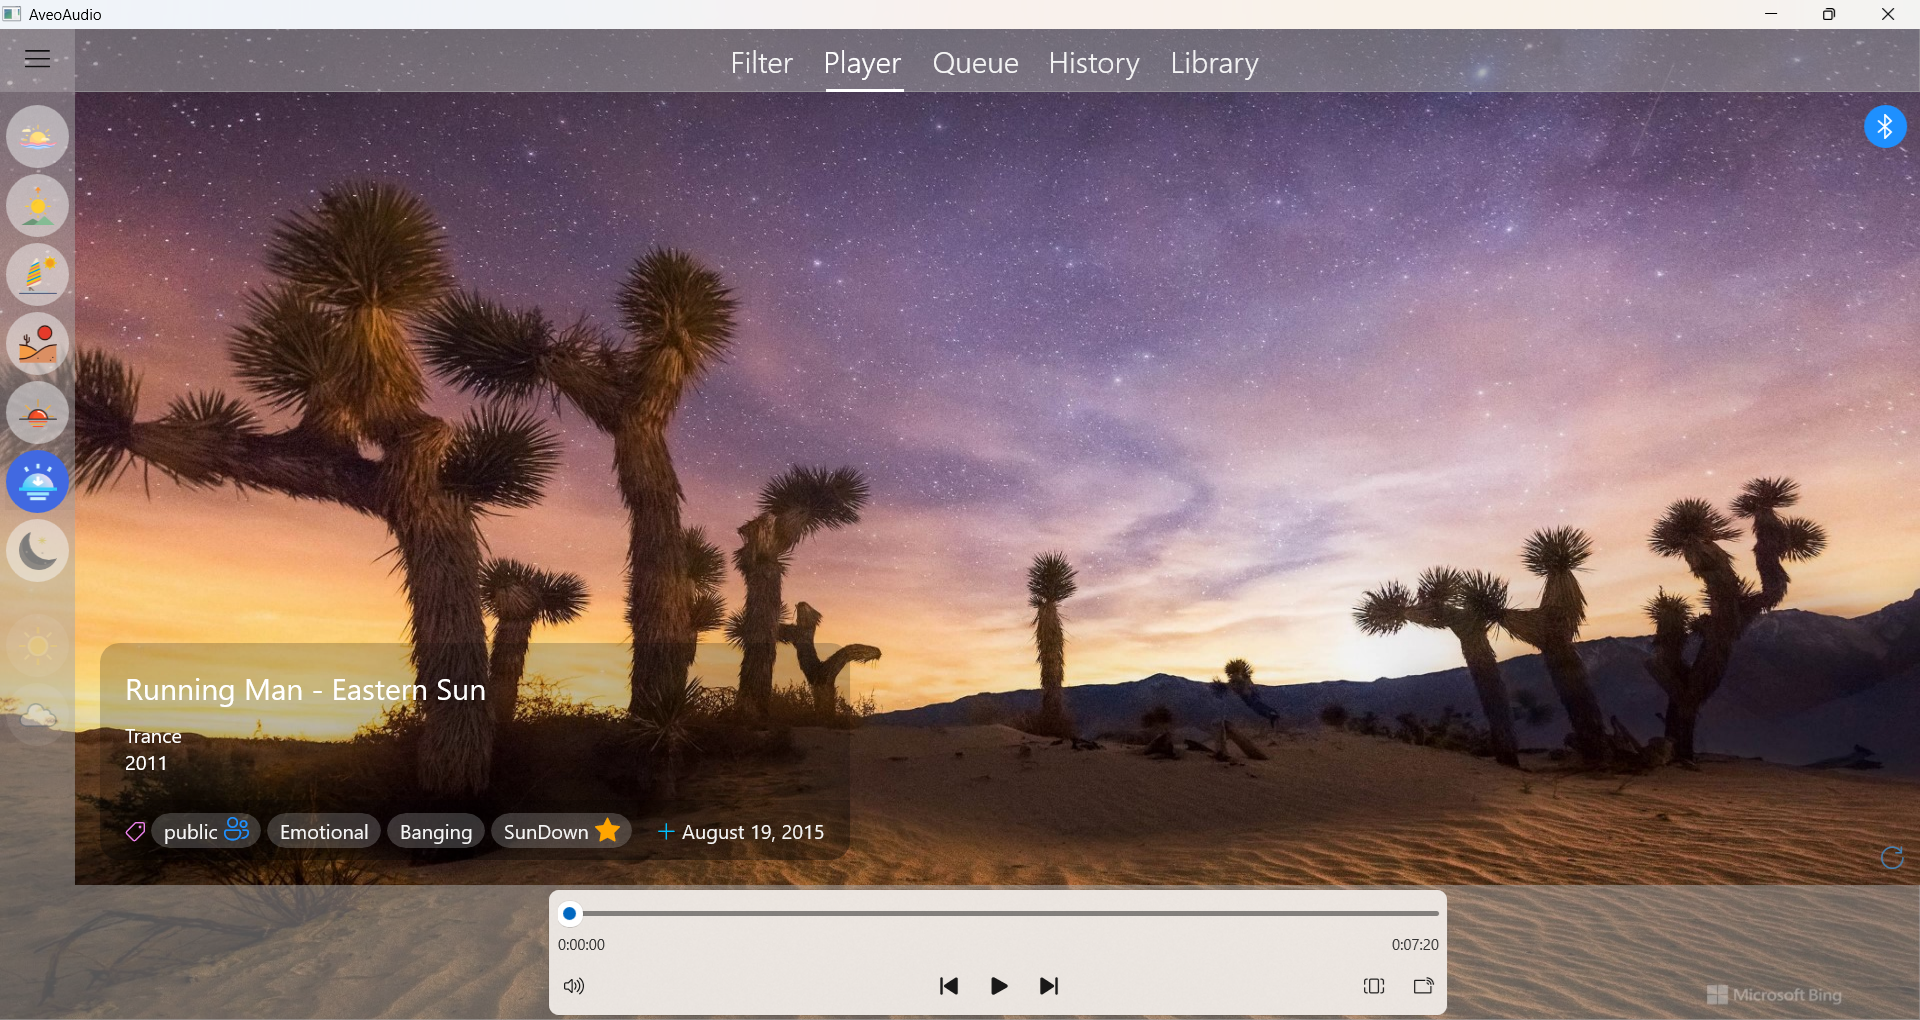 AveoAudio
Filter Player Queue History Library
Running Man - Eastern Sun
Trance
2011
public Emotional Banging SunDown + August 19, 2015
0:00:00 0:07:20
Microsoft Bing